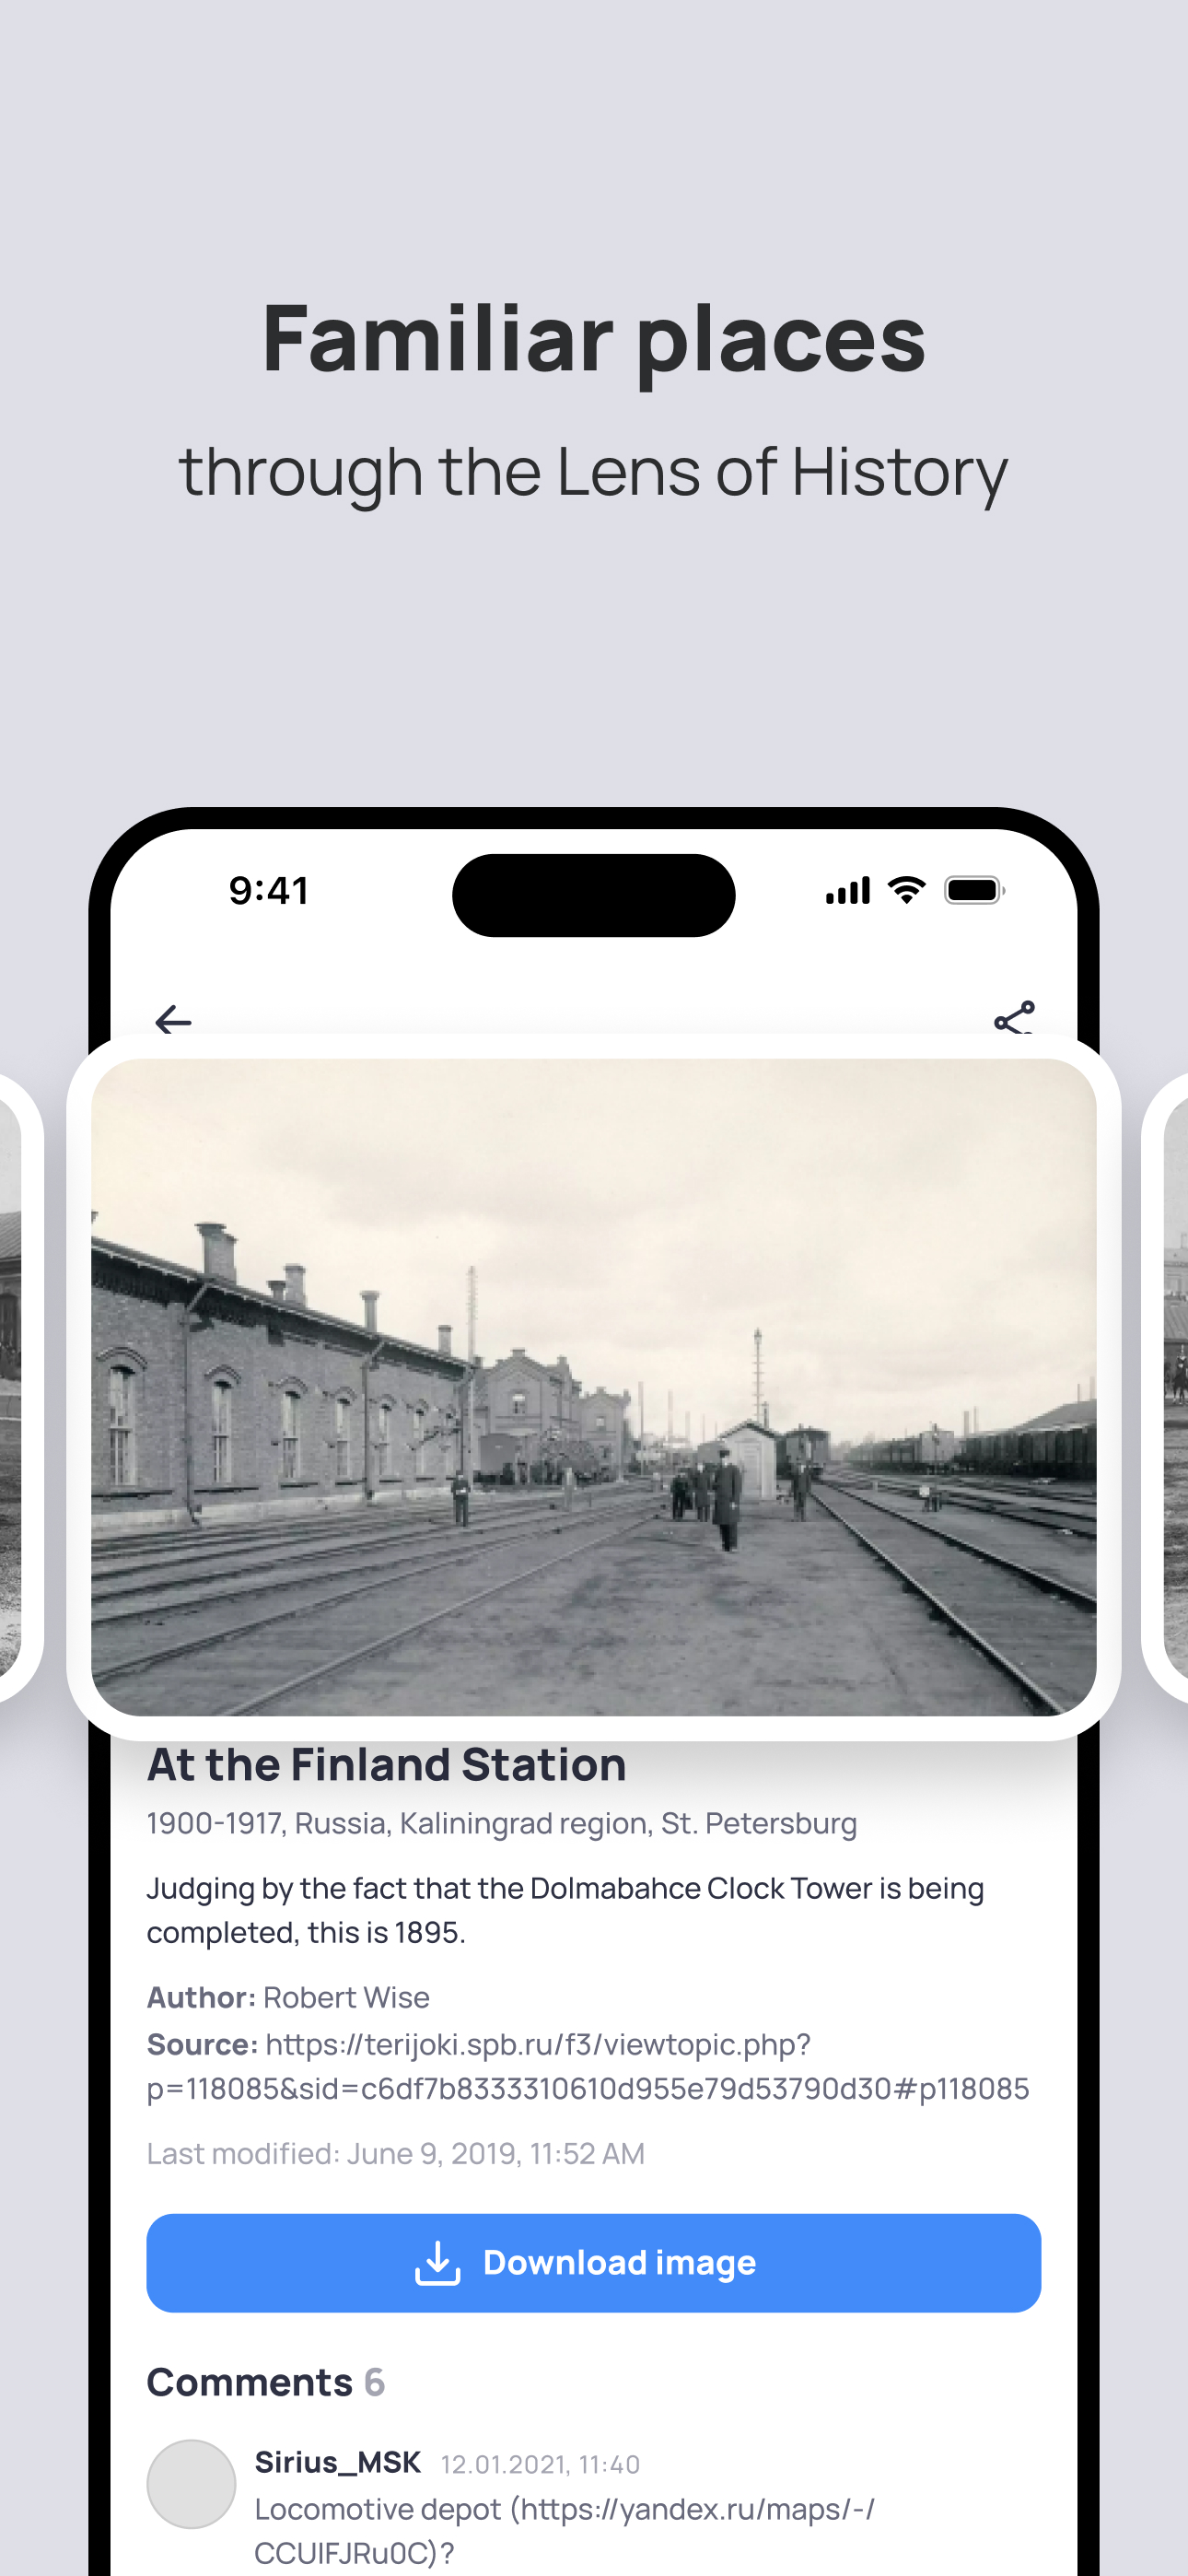 Familiar places
through the Lens of History
9:41
At the Finland Station
1900-1917, Russia, Kaliningrad region, St. Petersburg
Judging by the fact that the Dolmabahce Clock Tower is being
completed, this is 1895.
Author: Robert Wise
Source: https://terijoki.spb.ru/f3/viewtopic.php?
p=118085&sid=c6df7b8333310610d955e79d53790d30#p118085
Last modified: June 9, 2019, 11:52 AM
Download image
Comments 6
Sirius_MSK 12.01.2021, 11:40
Locomotive depot (https://yandex.ru/maps/-/
CCUIFJRu0C)?